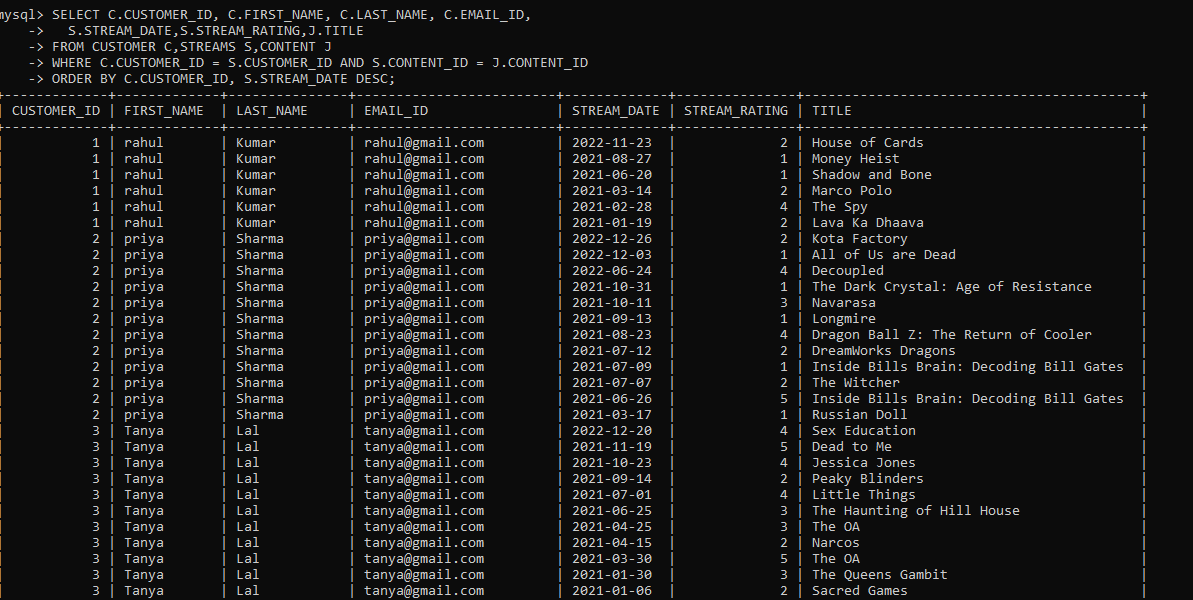 mysql> SELECT C.CUSTOMER_ID, C.FIRST_NAME, C.LAST_NAME, C.EMAIL_ID,
    ->   S.STREAM_DATE,S.STREAM_RATING,J.TITLE
    -> FROM CUSTOMER C,STREAMS S,CONTENT J
    -> WHERE C.CUSTOMER_ID = S.CUSTOMER_ID AND S.CONTENT_ID = J.CONTENT_ID
    -> ORDER BY C.CUSTOMER_ID, S.STREAM_DATE DESC;
| CUSTOMER_ID | FIRST_NAME | LAST_NAME | EMAIL_ID | STREAM_DATE | STREAM_RATING | TITLE |
| 1 | rahul | Kumar | rahul@gmail.com | 2022-11-23 | 2 | House of Cards |
| 1 | rahul | Kumar | rahul@gmail.com | 2021-08-27 | 1 | Money Heist |
| 1 | rahul | Kumar | rahul@gmail.com | 2021-06-20 | 1 | Shadow and Bone |
| 1 | rahul | Kumar | rahul@gmail.com | 2021-03-14 | 2 | Marco Polo |
| 1 | rahul | Kumar | rahul@gmail.com | 2021-02-28 | 4 | The Spy |
| 1 | rahul | Kumar | rahul@gmail.com | 2021-01-19 | 2 | Lava Ka Dhaava |
| 2 | priya | Sharma | priya@gmail.com | 2022-12-26 | 2 | Kota Factory |
| 2 | priya | Sharma | priya@gmail.com | 2022-12-03 | 1 | All of Us are Dead |
| 2 | priya | Sharma | priya@gmail.com | 2022-06-24 | 4 | Decoupled |
| 2 | priya | Sharma | priya@gmail.com | 2021-10-31 | 1 | The Dark Crystal: Age of Resistance |
| 2 | priya | Sharma | priya@gmail.com | 2021-10-11 | 3 | Navarasa |
| 2 | priya | Sharma | priya@gmail.com | 2021-09-13 | 1 | Longmire |
| 2 | priya | Sharma | priya@gmail.com | 2021-08-23 | 4 | Dragon Ball Z: The Return of Cooler |
| 2 | priya | Sharma | priya@gmail.com | 2021-07-12 | 2 | DreamWorks Dragons |
| 2 | priya | Sharma | priya@gmail.com | 2021-07-09 | 1 | Inside Bills Brain: Decoding Bill Gates |
| 2 | priya | Sharma | priya@gmail.com | 2021-07-07 | 2 | The Witcher |
| 2 | priya | Sharma | priya@gmail.com | 2021-06-26 | 5 | Inside Bills Brain: Decoding Bill Gates |
| 2 | priya | Sharma | priya@gmail.com | 2021-03-17 | 1 | Russian Doll |
| 3 | Tanya | Lal | tanya@gmail.com | 2022-12-20 | 4 | Sex Education |
| 3 | Tanya | Lal | tanya@gmail.com | 2021-11-19 | 5 | Dead to Me |
| 3 | Tanya | Lal | tanya@gmail.com | 2021-10-23 | 4 | Jessica Jones |
| 3 | Tanya | Lal | tanya@gmail.com | 2021-09-14 | 2 | Peaky Blinders |
| 3 | Tanya | Lal | tanya@gmail.com | 2021-07-01 | 4 | Little Things |
| 3 | Tanya | Lal | tanya@gmail.com | 2021-06-25 | 3 | The Haunting of Hill House |
| 3 | Tanya | Lal | tanya@gmail.com | 2021-04-25 | 3 | The OA |
| 3 | Tanya | Lal | tanya@gmail.com | 2021-04-15 | 2 | Narcos |
| 3 | Tanya | Lal | tanya@gmail.com | 2021-03-30 | 5 | The OA |
| 3 | Tanya | Lal | tanya@gmail.com | 2021-01-30 | 3 | The Queens Gambit |
| 3 | Tanya | Lal | tanya@gmail.com | 2021-01-06 | 2 | Sacred Games |